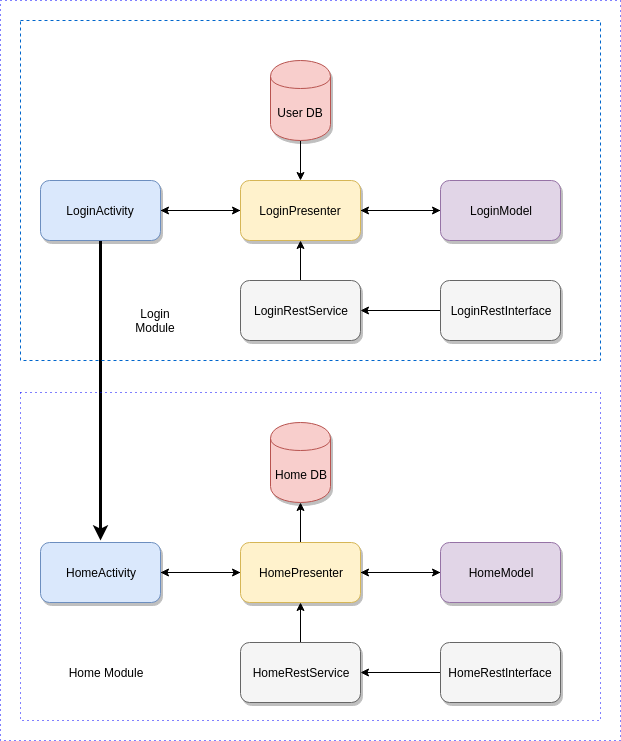 User DB
LoginActivity
LoginPresenter
LoginModel
LoginRestService
LoginRestInterface
Login
Module
Home DB
HomeActivity
HomePresenter
HomeModel
HomeRestService
HomeRestInterface
Home Module